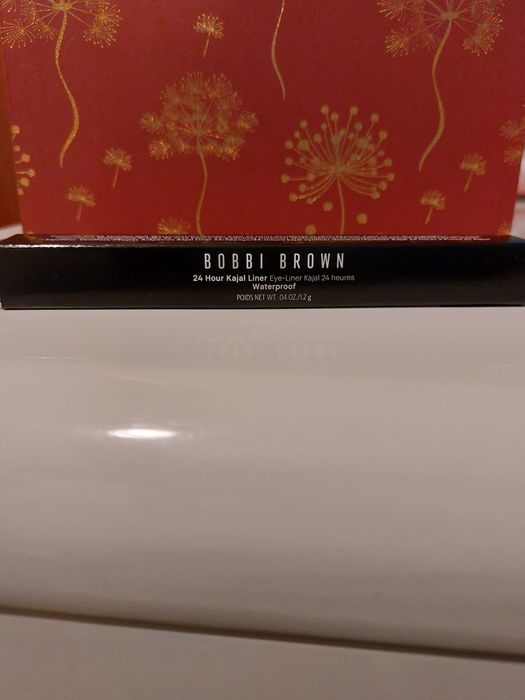 BOBBI BROWN
24 Hour Kajal Liner Eye-Liner Kajal 24 heures
Waterproof
POIDS NET WT. .04 OZ./1.2 g